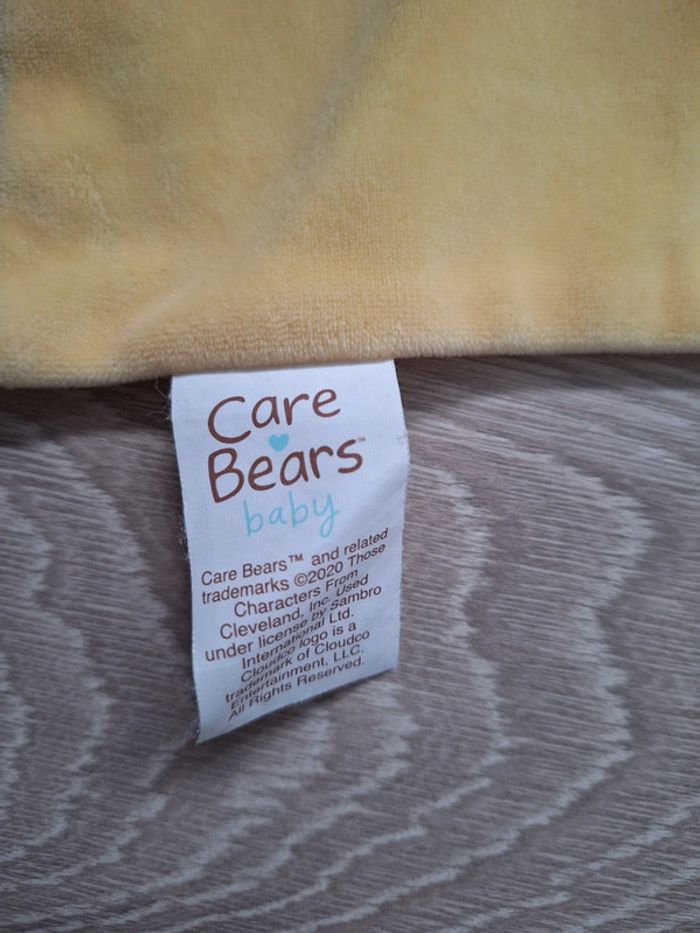 Care
Bears™
baby
Care Bears™ and related
trademarks ©2020 Those
Characters From
Cleveland, Inc. Used
under license by Sambro
International Ltd.
Cloudco logo is a
trademark of Cloudco
Entertainment, LLC.
All Rights Reserved.